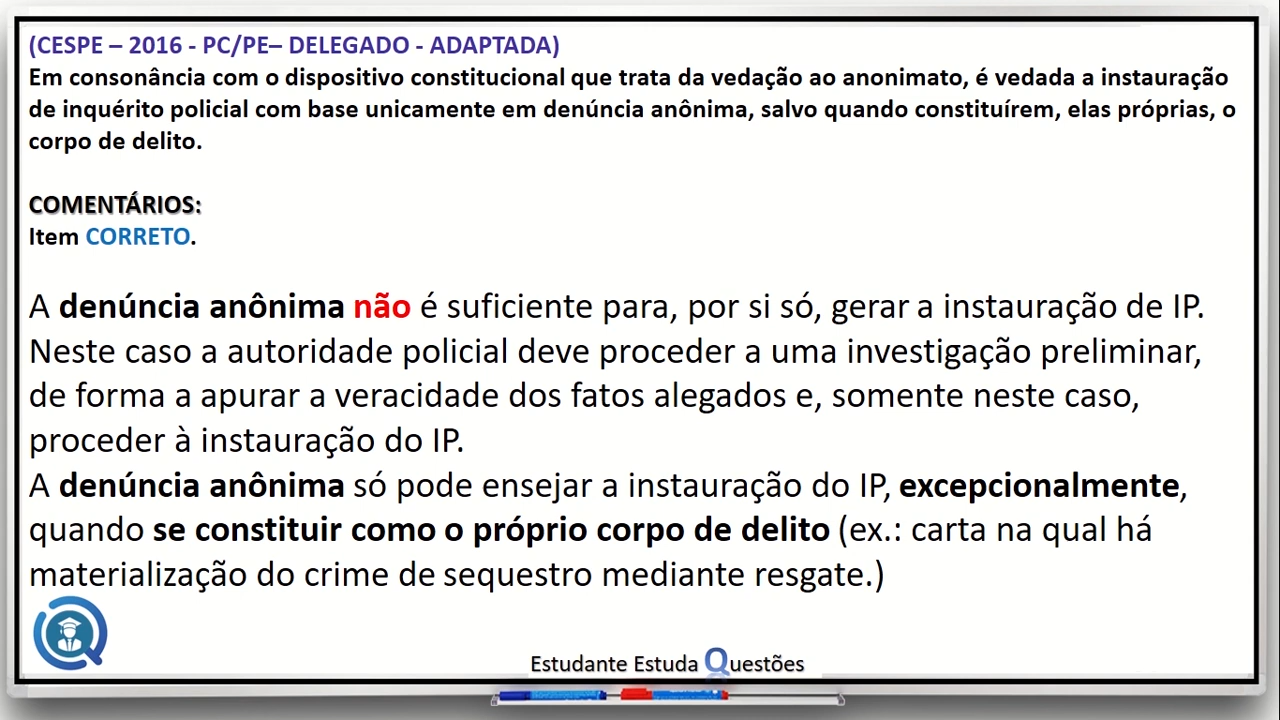 (CESPE – 2016 - PC/PE– DELEGADO - ADAPTADA)
Em consonância com o dispositivo constitucional que trata da vedação ao anonimato, é vedada a instauração
de inquérito policial com base unicamente em denúncia anônima, salvo quando constituírem, elas próprias, o
corpo de delito.
COMENTÁRIOS:
Item CORRETO.
A denúncia anônima não é suficiente para, por si só, gerar a instauração de IP.
Neste caso a autoridade policial deve proceder a uma investigação preliminar,
de forma a apurar a veracidade dos fatos alegados e, somente neste caso,
proceder à instauração do IP.
A denúncia anônima só pode ensejar a instauração do IP, excepcionalmente,
quando se constituir como o próprio corpo de delito (ex.: carta na qual há
materialização do crime de sequestro mediante resgate.)
Estudante Estuda Questões